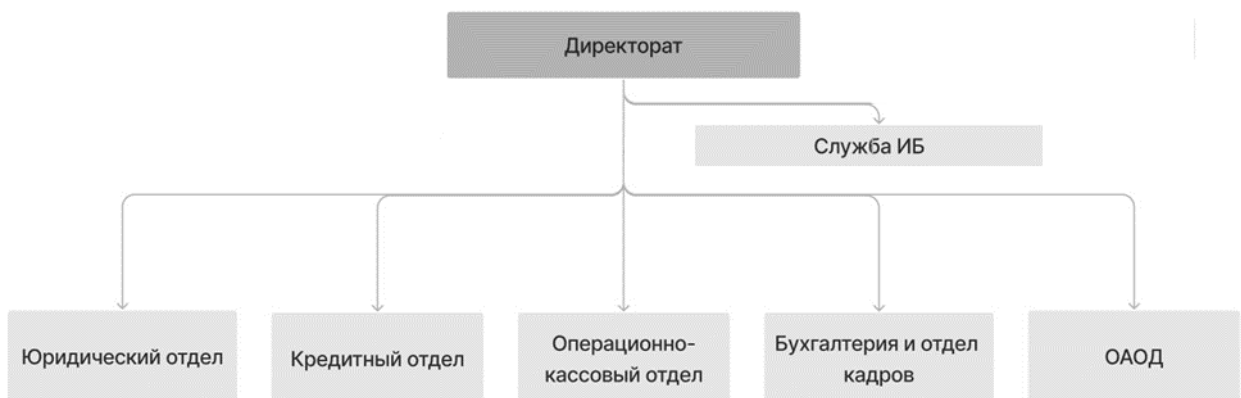 Директорат
Служба ИБ
Юридический отдел
Кредитный отдел
Операционно-
кассовый отдел
Бухгалтерия и отдел
кадров
ОАОД